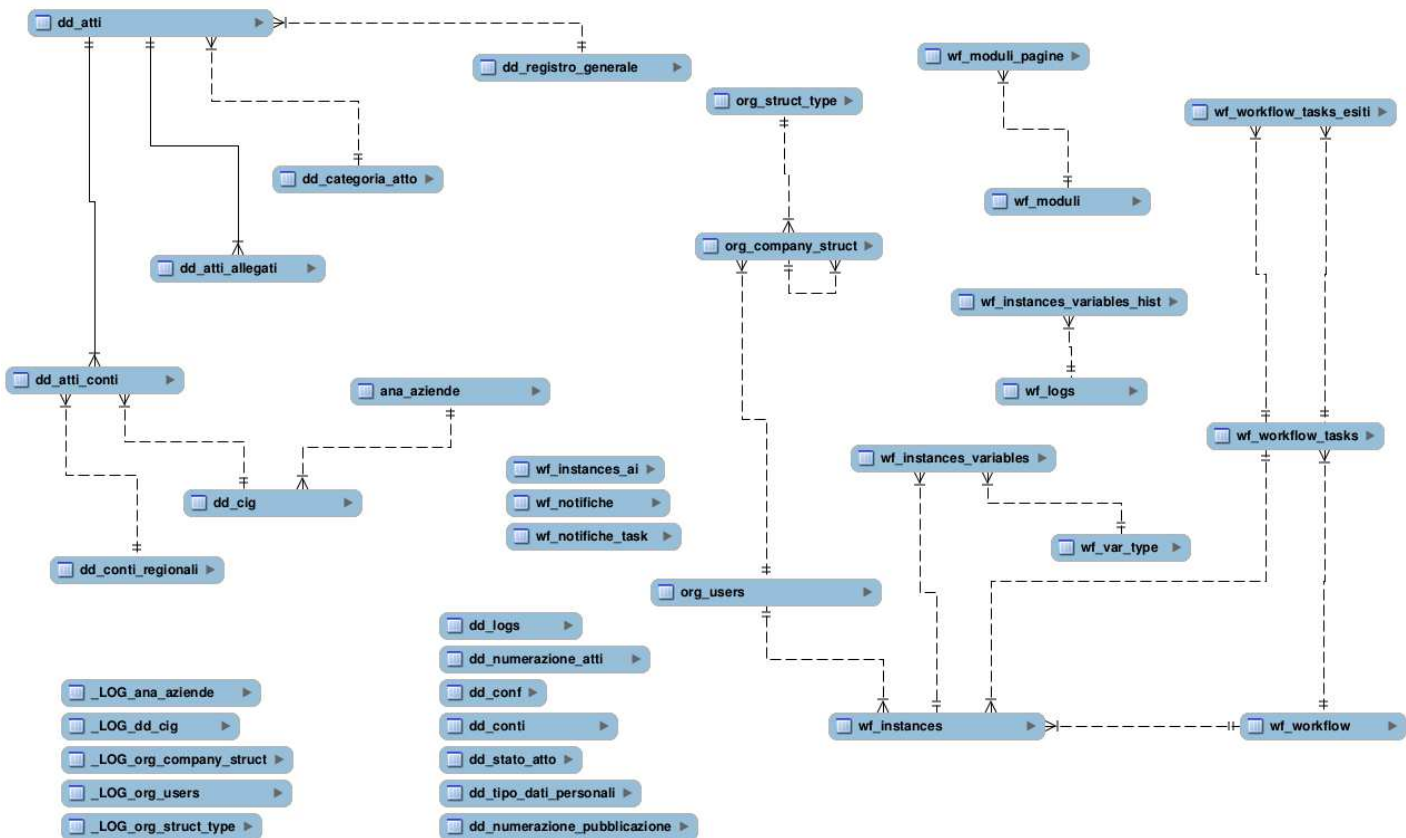 dd_atti
dd_registro_generale
wf_moduli_pagine
org_struct_type
wf_workflow_tasks_esiti
dd_categoria_atto
wf_moduli
org_company_struct
dd_atti_allegati
wf_instances_variables_hist
dd_atti_conti
ana_aziende
wf_logs
wf_workflow_tasks
wf_instances_variables
wf_instances_ai
dd_cig
wf_notifiche
wf_notifiche_task
wf_var_type
dd_conti_regionali
org_users
dd_logs
dd_numerazione_atti
_LOG_ana_aziende
dd_conf
_LOG_dd_cig
dd_conti
wf_instances
wf_workflow
_LOG_org_company_struct
dd_stato_atto
_LOG_org_users
dd_tipo_dati_personali
_LOG_org_struct_type
dd_numerazione_pubblicazione